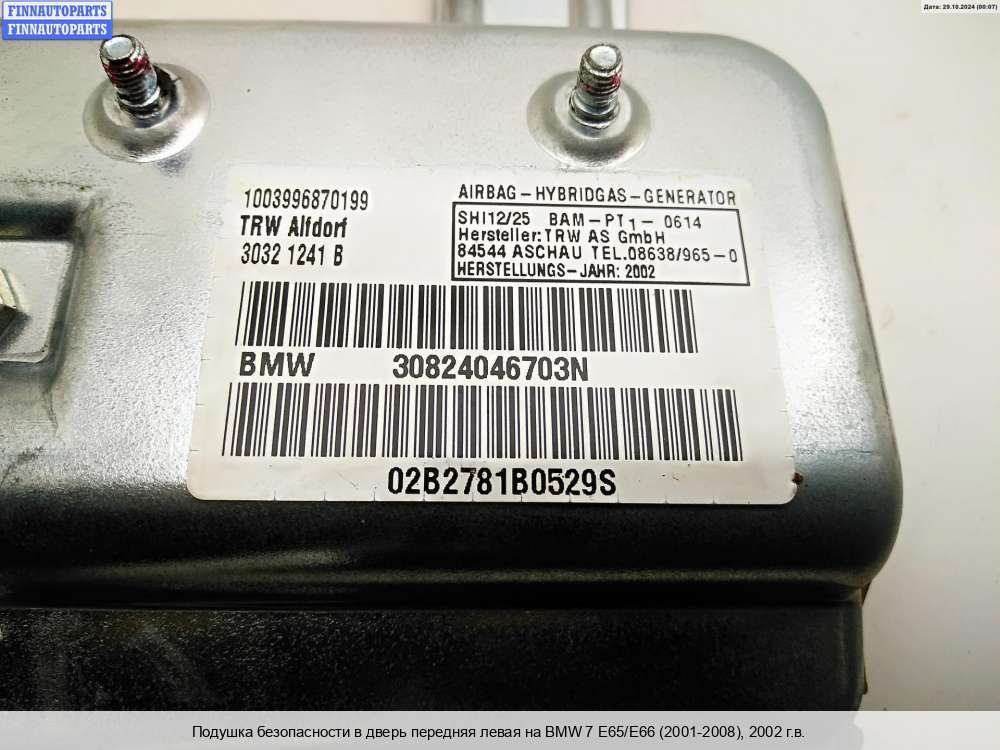 FINNAUTOPARTS
FINNAUTOPARTS
Дата: 29.10.2024 (00:07)
1003996870199
TRW Alfdorf
3032 1241 B
AIRBAG-HYBRIDGAS-GENERATOR
SHI12/25 BAM-PT1- 0614
Hersteller: TRW AS GmbH
84544 ASCHAU TEL.08638/965-0
HERSTELLUNGS-JAHR: 2002
BMW 30824046703N
02B2781B0529S
Подушка безопасности в дверь передняя левая на BMW 7 E65/E66 (2001-2008), 2002 г.в.